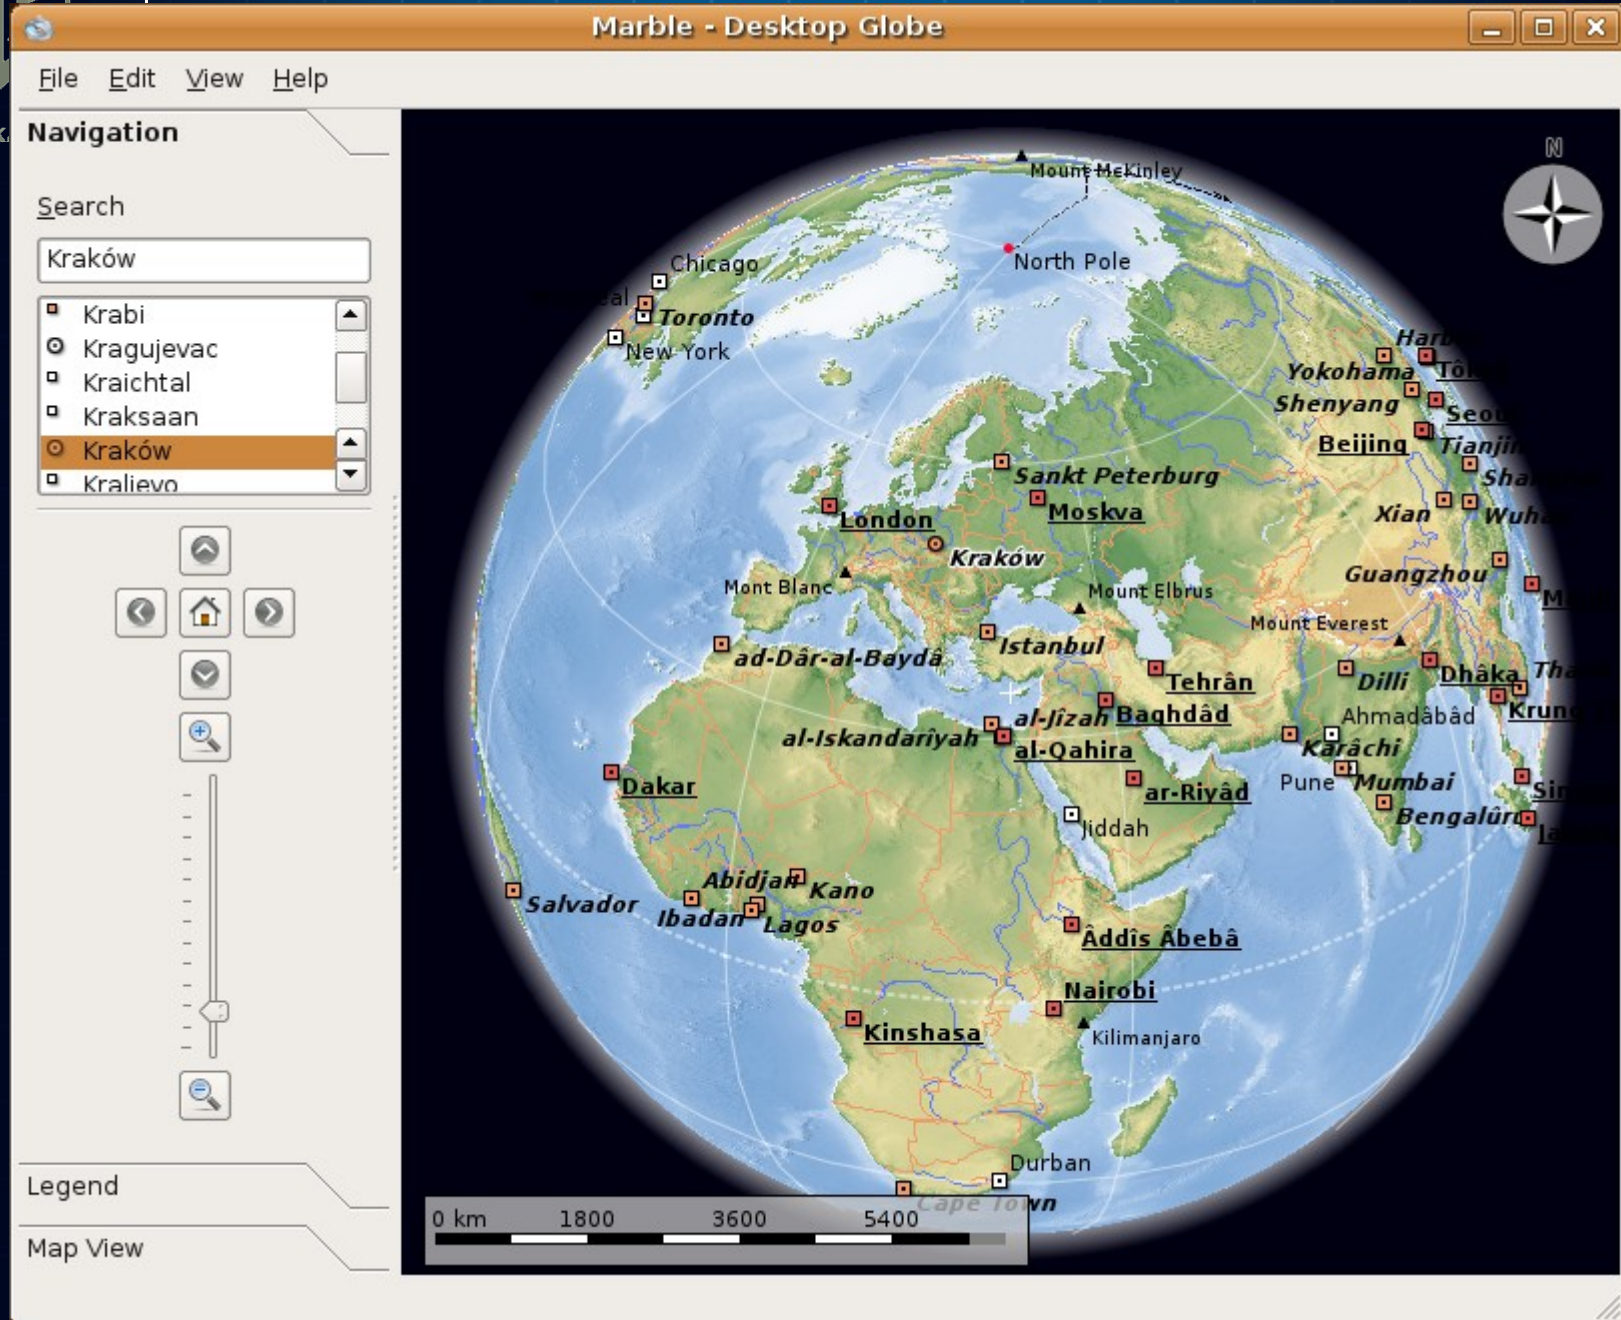 Marble - Desktop Globe
File Edit View Help
Navigation
Search
Kraków
Krabi
Kragujevac
Kraichtal
Kraksaan
Kraków
Kraljevo
Legend
Map View
N
Mount McKinley
North Pole
Chicago
Toronto
New York
Yokohama
Shenyang
Beijing
Sankt Peterburg
Moskva
London
Xian
Kraków
Mont Blanc
Mount Elbrus
Guangzhou
Mount Everest
Istanbul
ad-Dâr-al-Baydâ
Tehrân
Dilli
Dhâka
al-Jîzah
Baghdâd
Ahmadâbâd
al-Iskandarîyah
al-Qahira
Karâchi
Dakar
ar-Riyâd
Pune
Mumbai
Jiddah
Abidjan
Kano
Salvador
Ibadan
Lagos
Âddîs Âbebâ
Nairobi
Kinshasa
Kilimanjaro
Durban
Cape Town
0 km 1800 3600 5400